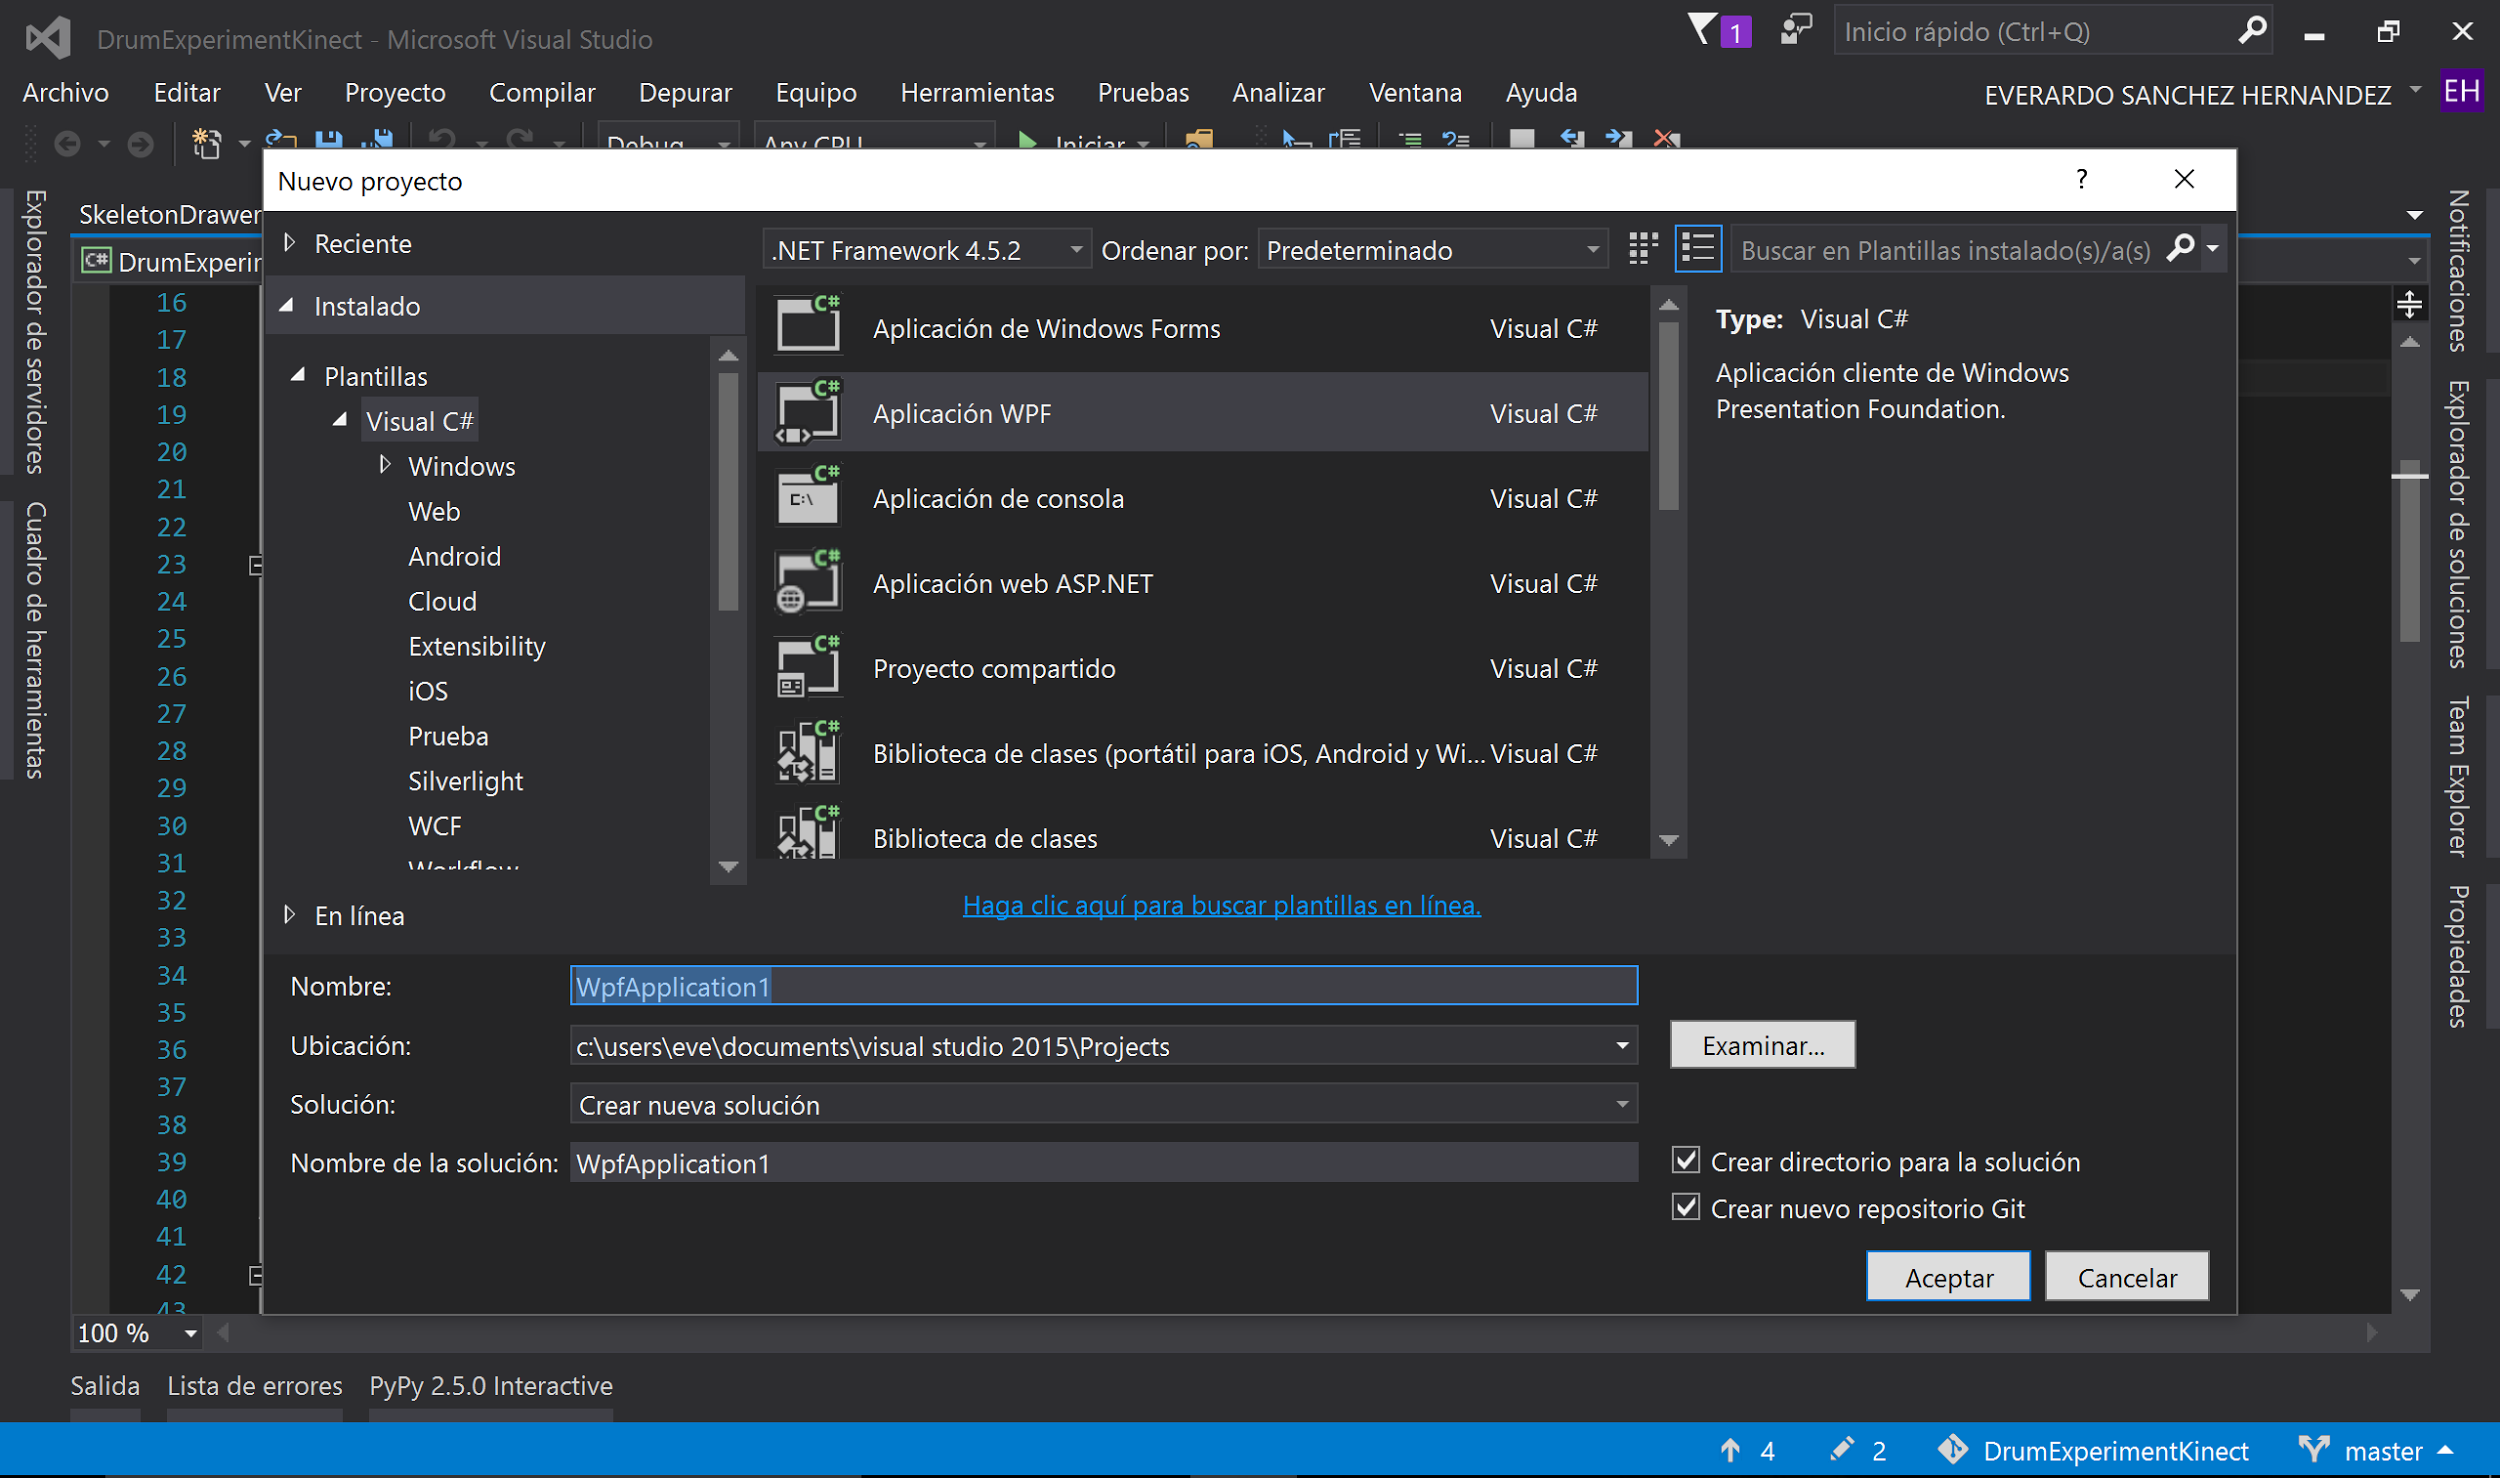 DrumExperimentKinect - Microsoft Visual Studio
1
Inicio rápido (Ctrl+Q)
Archivo Editar Ver Proyecto Compilar Depurar Equipo Herramientas Pruebas Analizar Ventana Ayuda
EVERARDO SANCHEZ HERNANDEZ EH
Debug Any CPU Iniciar
Explorador de servidores
Cuadro de herramientas
SkeletonDrawer
C# DrumExperi
16
17
18
19
20
21
22
23
24
25
26
27
28
29
30
31
32
33
34
35
36
37
38
39
40
41
42
43
Nuevo proyecto ?
Reciente
Instalado
Plantillas
Visual C#
Windows
Web
Android
Cloud
Extensibility
iOS
Prueba
Silverlight
WCF
Workflow
En línea
.NET Framework 4.5.2 Ordenar por: Predeterminado
Buscar en Plantillas instalado(s)/a(s)
C# Aplicación de Windows Forms Visual C#
C# Aplicación WPF Visual C#
C# C:\ Aplicación de consola Visual C#
C# Aplicación web ASP.NET Visual C#
C# Proyecto compartido Visual C#
C# Biblioteca de clases (portátil para iOS, Android y Wi... Visual C#
C# Biblioteca de clases Visual C#
Haga clic aquí para buscar plantillas en línea.
Type: Visual C#
Aplicación cliente de Windows
Presentation Foundation.
Nombre: WpfApplication1
Ubicación: c:\users\eve\documents\visual studio 2015\Projects Examinar...
Solución: Crear nueva solución
Nombre de la solución: WpfApplication1
Crear directorio para la solución
Crear nuevo repositorio Git
Aceptar Cancelar
Notificaciones
Explorador de soluciones
Team Explorer
Propiedades
100 %
Salida Lista de errores PyPy 2.5.0 Interactive
4 2 DrumExperimentKinect master